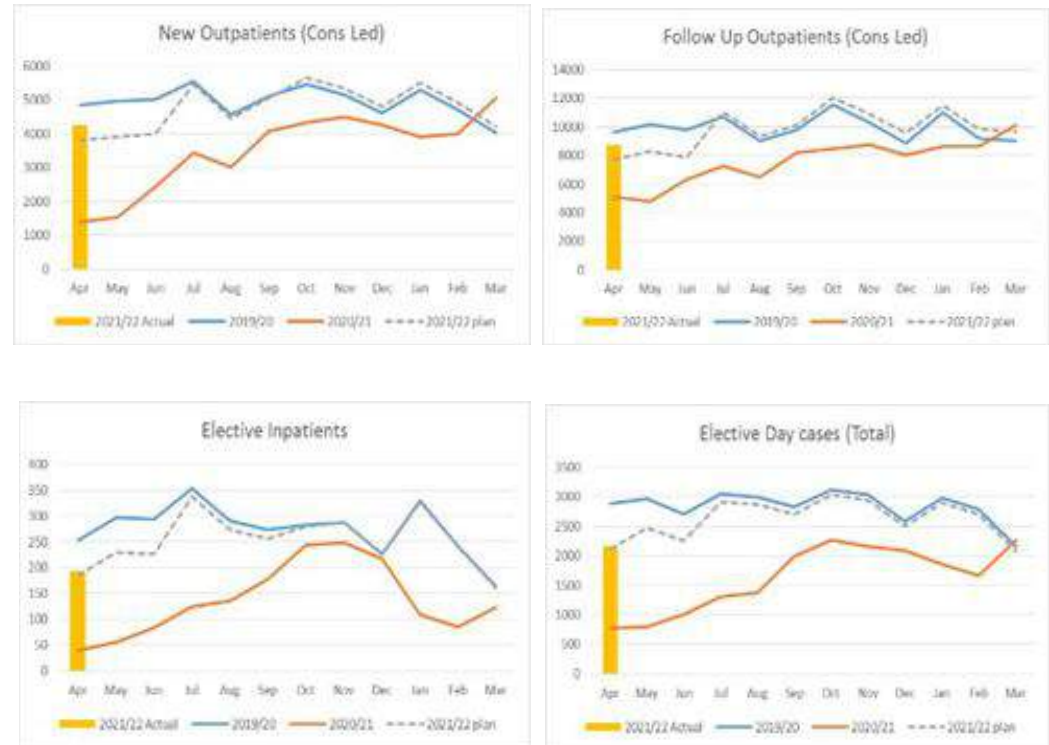 New Outpatients (Cons Led)
6000
5000
4000
3000
2000
1000
0
Apr May Jun Jul Aug Sep Oct Nov Dec Jan Feb Mar
2021/22 Actual 2019/20 2020/21 2021/22 plan
Follow Up Outpatients (Cons Led)
14000
12000
10000
8000
6000
4000
2000
0
Apr May Jun Jul Aug Sep Oct Nov Dec Jan Feb Mar
2021/22 Actual 2019/20 2020/21 2021/22 plan
Elective Inpatients
400
350
300
250
200
150
100
50
0
Apr May Jun Jul Aug Sep Oct Nov Dec Jan Feb Mar
2021/22 Actual 2019/20 2020/21 2021/22 plan
Elective Day cases (Total)
3500
3000
2500
2000
1500
1000
500
0
Apr May Jun Jul Aug Sep Oct Nov Dec Jan Feb Mar
2021/22 Actual 2019/20 2020/21 2021/22 plan